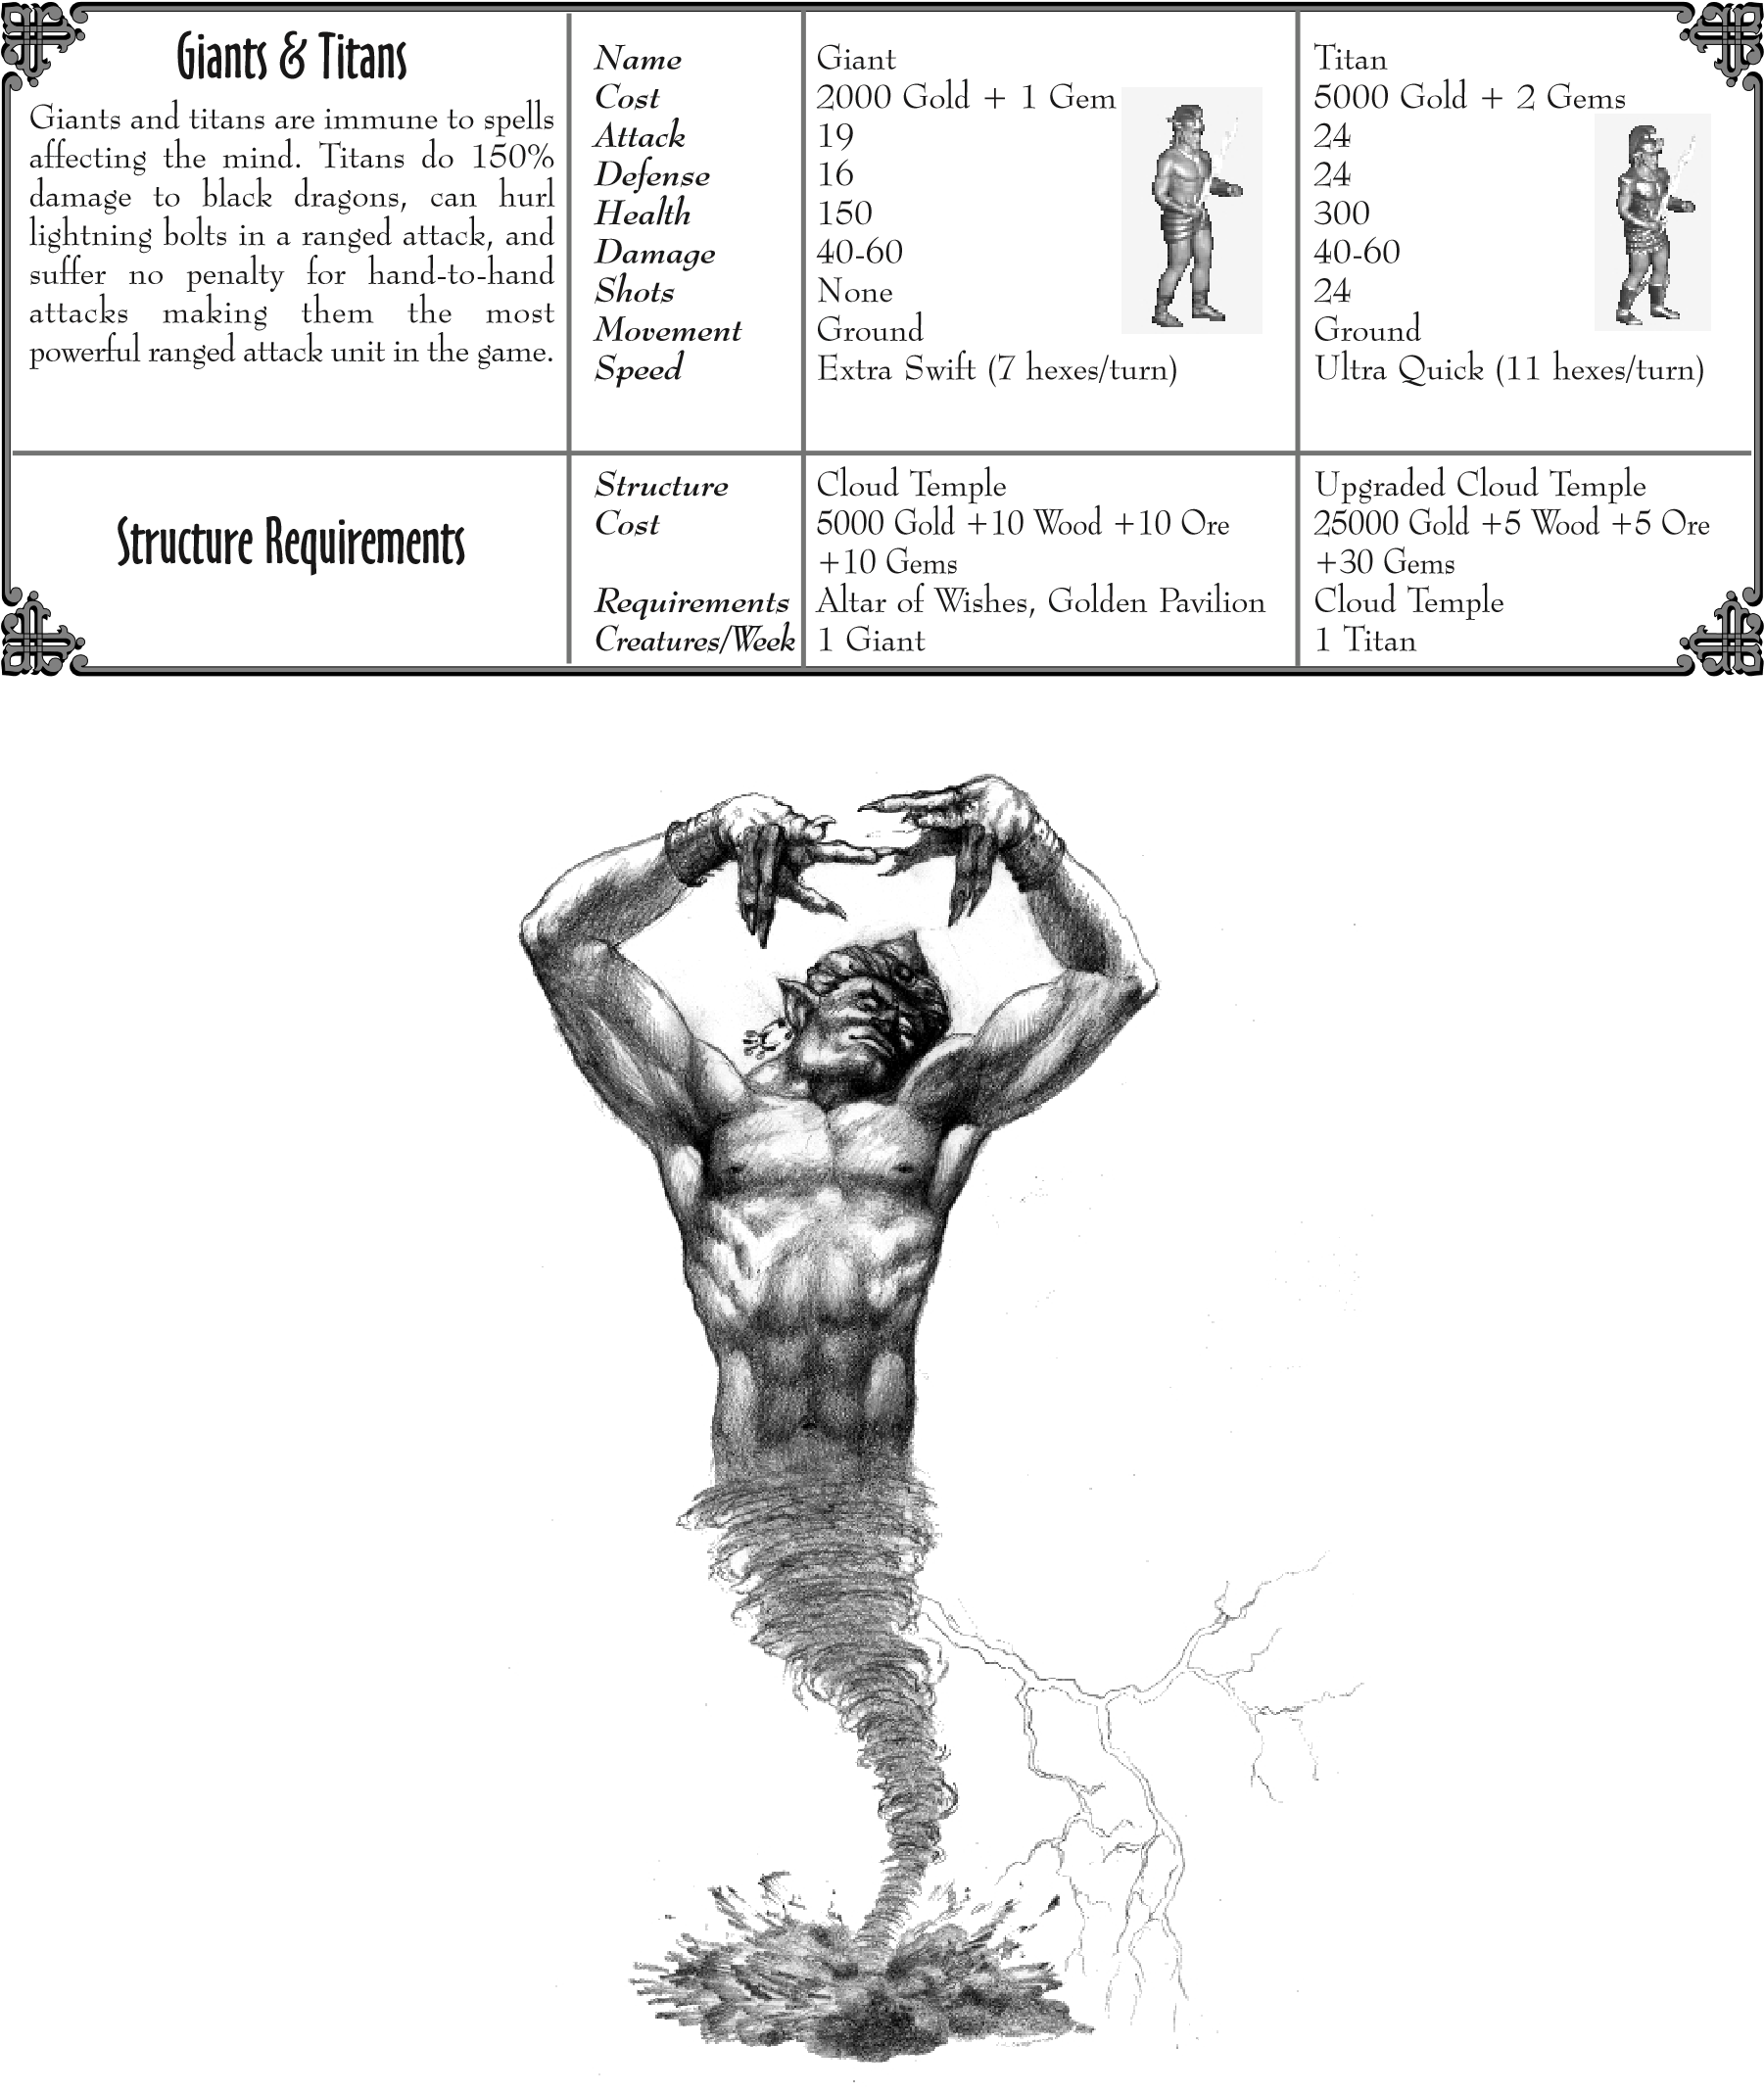 Giants & Titans
Giants and titans are immune to spells
affecting the mind. Titans do 150%
damage to black dragons, can hurl
lightning bolts in a ranged attack, and
suffer no penalty for hand-to-hand
attacks making them the most
powerful ranged attack unit in the game.
Name Giant Titan
Cost 2000 Gold + 1 Gem 5000 Gold + 2 Gems
Attack 19 24
Defense 16 24
Health 150 300
Damage 40-60 40-60
Shots None 24
Movement Ground Ground
Speed Extra Swift (7 hexes/turn) Ultra Quick (11 hexes/turn)
Structure Requirements
Structure Cloud Temple Upgraded Cloud Temple
Cost 5000 Gold +10 Wood +10 Ore 25000 Gold +5 Wood +5 Ore
+10 Gems +30 Gems
Requirements Altar of Wishes, Golden Pavilion Cloud Temple
Creatures/Week 1 Giant 1 Titan